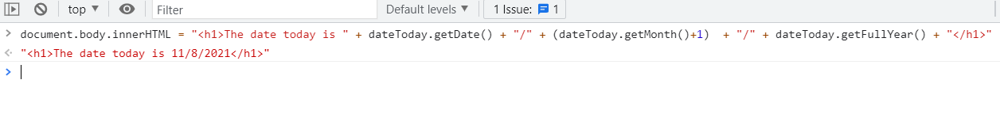 top ▼ Filter Default levels ▼ 1 Issue: 1
> document.body.innerHTML = "<h1>The date today is " + dateToday.getDate() + "/" + (dateToday.getMonth()+1)  + "/" + dateToday.getFullYear() + "</h1>"
"<h1>The date today is 11/8/2021</h1>"
>